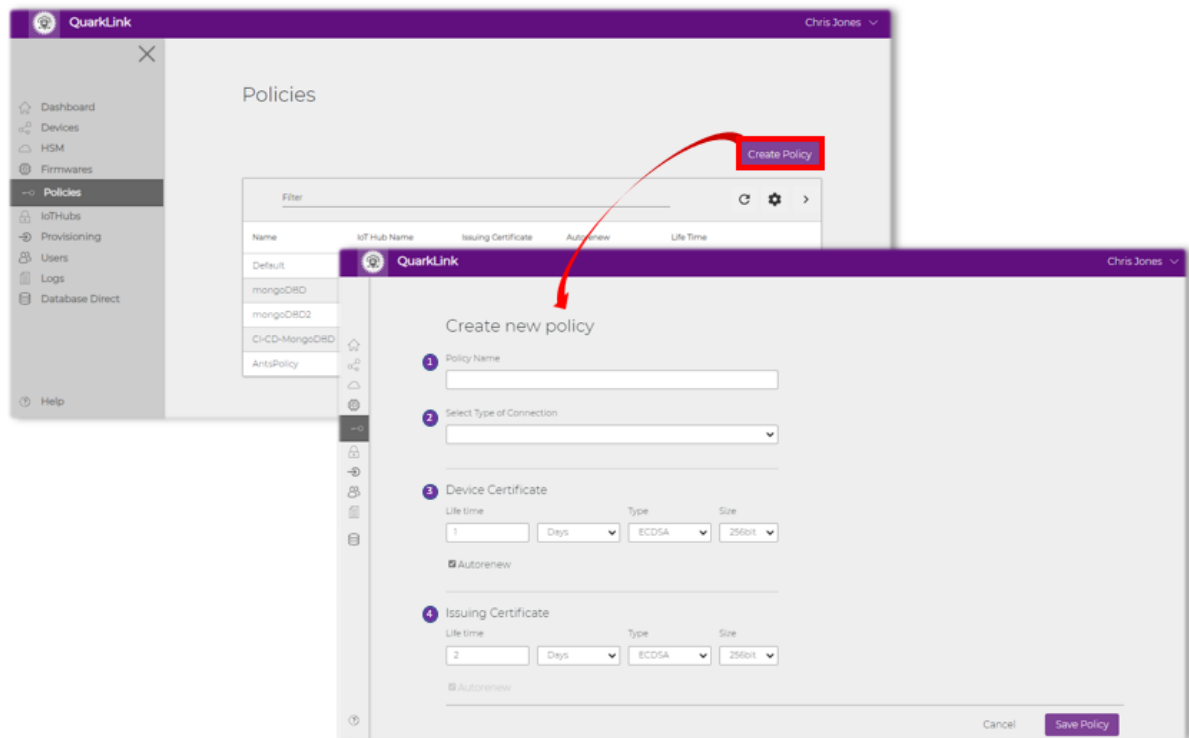 QuarkLink
Chris Jones
Dashboard
Devices
HSM
Firmwares
Policies
IoTHubs
Provisioning
Users
Logs
Database Direct
Help
Policies
Create Policy
Filter
Name IoT Hub Name Issuing Certificate Autorenew Life Time
Default
mongoDBD
mongoDBD2
CI-CD-MongoDBD
AntsPolicy
QuarkLink
Chris Jones
Create new policy
1 Policy Name
2 Select Type of Connection
3 Device Certificate
Life time Type Size
1 Days ECDSA 256bit
Autorenew
4 Issuing Certificate
Life time Type Size
2 Days ECDSA 256bit
Autorenew
Cancel Save Policy